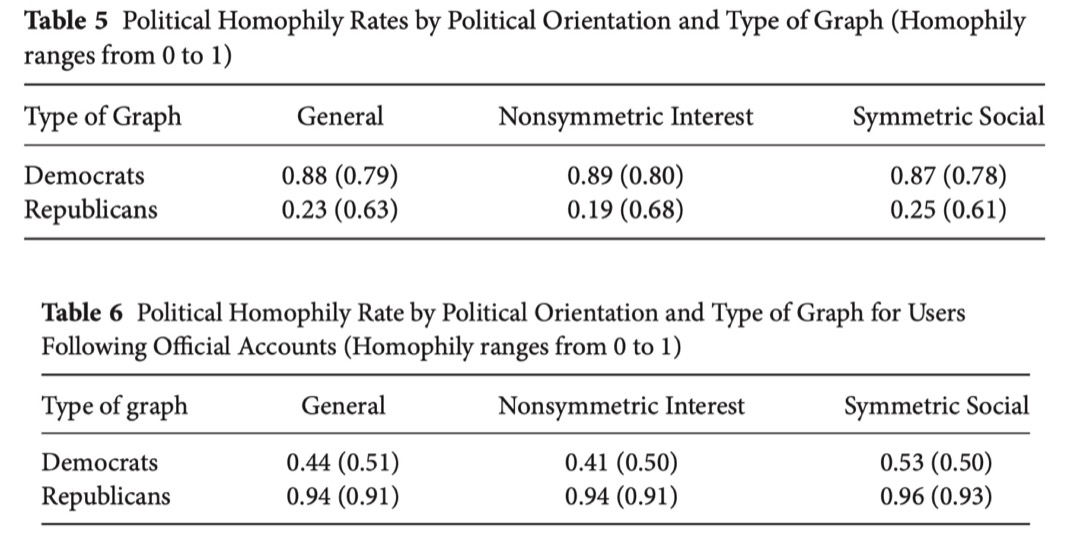 Table 5 Political Homophily Rates by Political Orientation and Type of Graph (Homophily
ranges from 0 to 1)
Type of Graph General Nonsymmetric Interest Symmetric Social
Democrats 0.88 (0.79) 0.89 (0.80) 0.87 (0.78)
Republicans 0.23 (0.63) 0.19 (0.68) 0.25 (0.61)
Table 6 Political Homophily Rate by Political Orientation and Type of Graph for Users
Following Official Accounts (Homophily ranges from 0 to 1)
Type of graph General Nonsymmetric Interest Symmetric Social
Democrats 0.44 (0.51) 0.41 (0.50) 0.53 (0.50)
Republicans 0.94 (0.91) 0.94 (0.91) 0.96 (0.93)